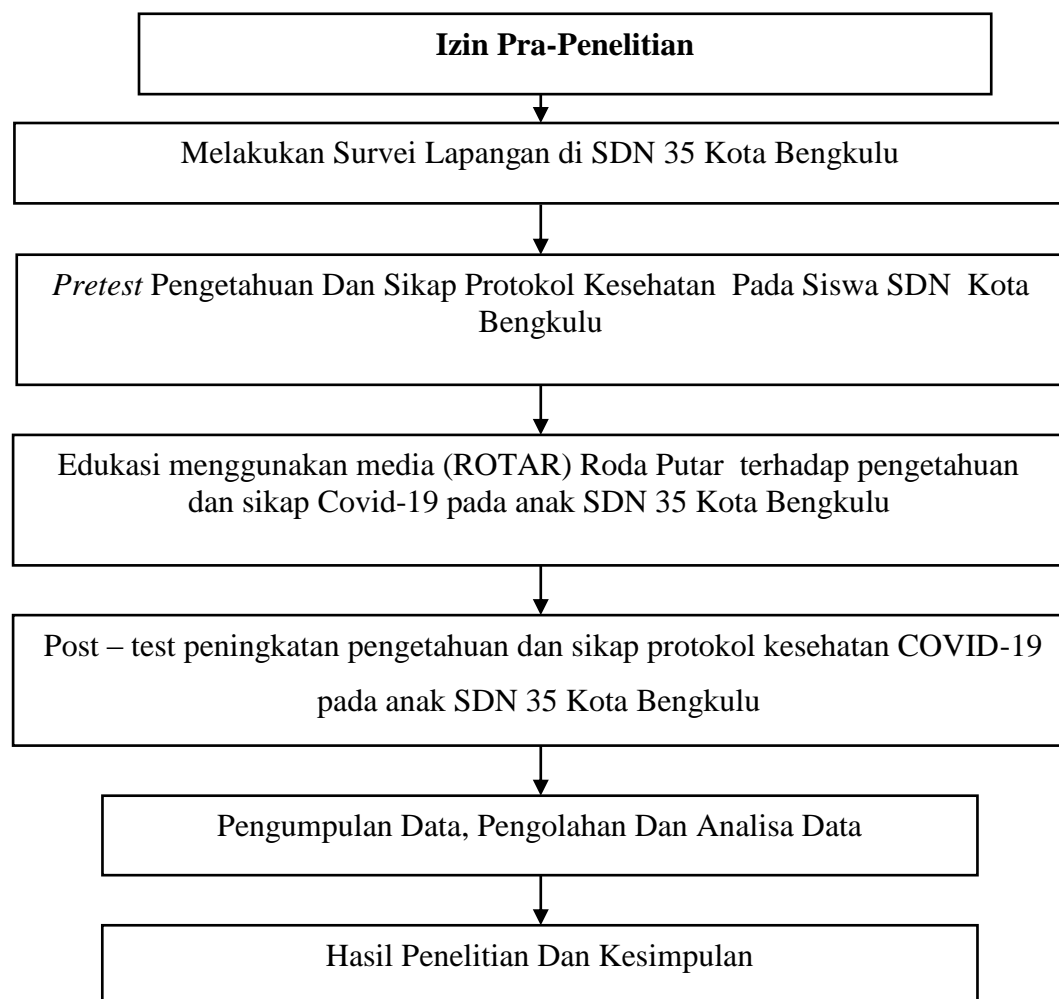 Izin Pra-Penelitian
Melakukan Survei Lapangan di SDN 35 Kota Bengkulu
Pretest Pengetahuan Dan Sikap Protokol Kesehatan Pada Siswa SDN Kota
Bengkulu
Edukasi menggunakan media (ROTAR) Roda Putar terhadap pengetahuan
dan sikap Covid-19 pada anak SDN 35 Kota Bengkulu
Post – test peningkatan pengetahuan dan sikap protokol kesehatan COVID-19
pada anak SDN 35 Kota Bengkulu
Pengumpulan Data, Pengolahan Dan Analisa Data
Hasil Penelitian Dan Kesimpulan